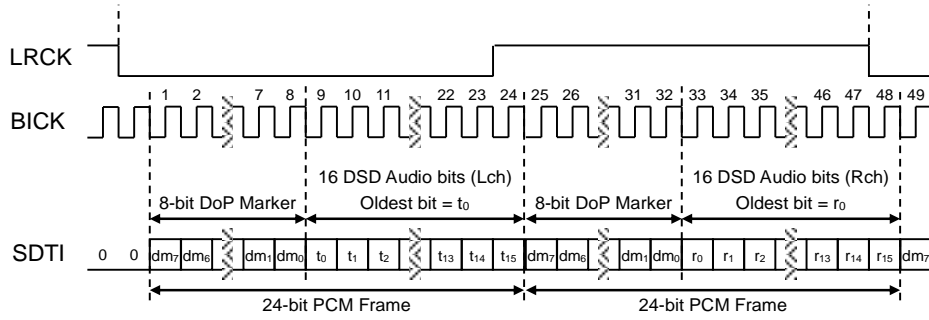 LRCK
1 2 7 8 9 10 11 22 23 24 25 26 31 32 33 34 35 46 47 48 49
BICK
16 DSD Audio bits (Lch) 16 DSD Audio bits (Rch)
8-bit DoP Marker Oldest bit = t₀ 8-bit DoP Marker Oldest bit = r₀
SDTI 0 0 dm₇ dm₆ dm₁ dm₀ t₀ t₁ t₂ t₁₃ t₁₄ t₁₅ dm₇ dm₆ dm₁ dm₀ r₀ r₁ r₂ r₁₃ r₁₄ r₁₅ dm₇
24-bit PCM Frame 24-bit PCM Frame